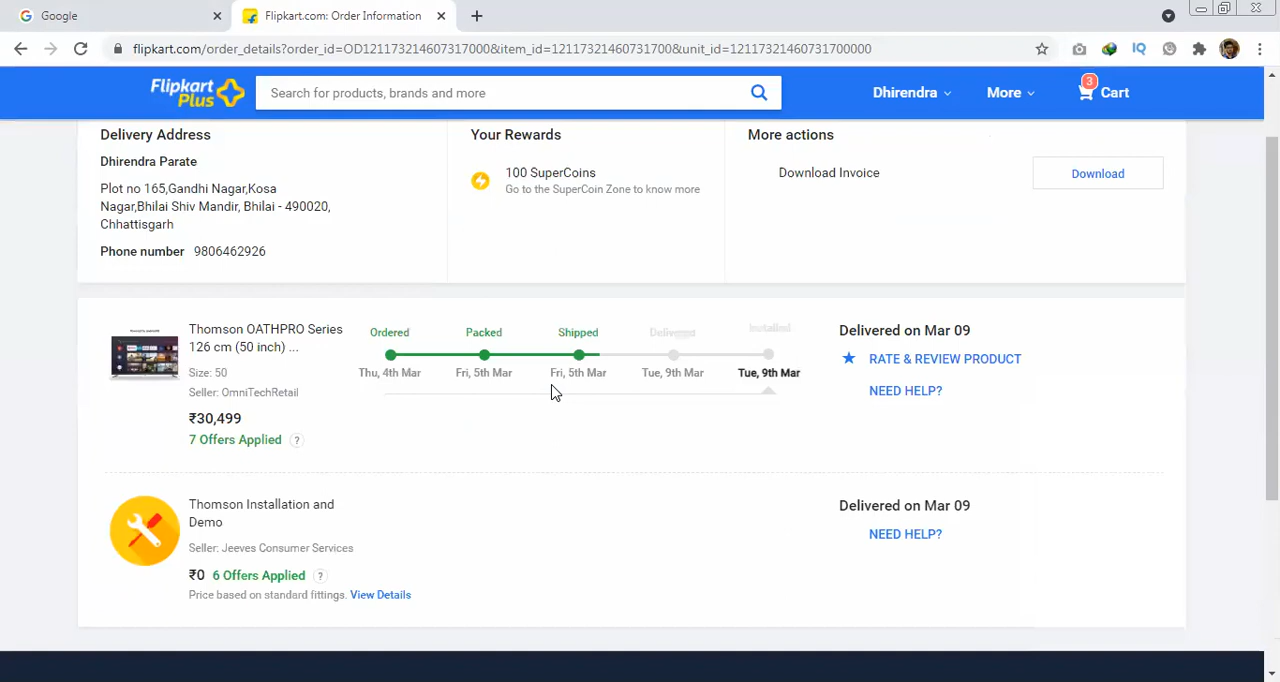 Google
Flipkart.com: Order Information
flipkart.com/order_details?order_id=OD121173214607317000&item_id=12117321460731700&unit_id=121173214607317000000
IQ
Flipkart
Plus
Search for products, brands and more
Dhirendra
More
3
Cart
Delivery Address
Dhirendra Parate
Plot no 165,Gandhi Nagar,Kosa
Nagar,Bhilai Shiv Mandir, Bhilai - 490020,
Chhattisgarh
Phone number 9806462926
Your Rewards
100 SuperCoins
Go to the SuperCoin Zone to know more
More actions
Download Invoice
Download
Thomson OATHPRO Series
126 cm (50 inch) ...
Size: 50
Seller: OmniTechRetail
₹30,499
7 Offers Applied ?
Ordered Packed Shipped Delivered Installed
Thu, 4th Mar Fri, 5th Mar Fri, 5th Mar Tue, 9th Mar Tue, 9th Mar
Delivered on Mar 09
RATE & REVIEW PRODUCT
NEED HELP?
Thomson Installation and
Demo
Seller: Jeeves Consumer Services
₹0 6 Offers Applied ?
Price based on standard fittings. View Details
Delivered on Mar 09
NEED HELP?